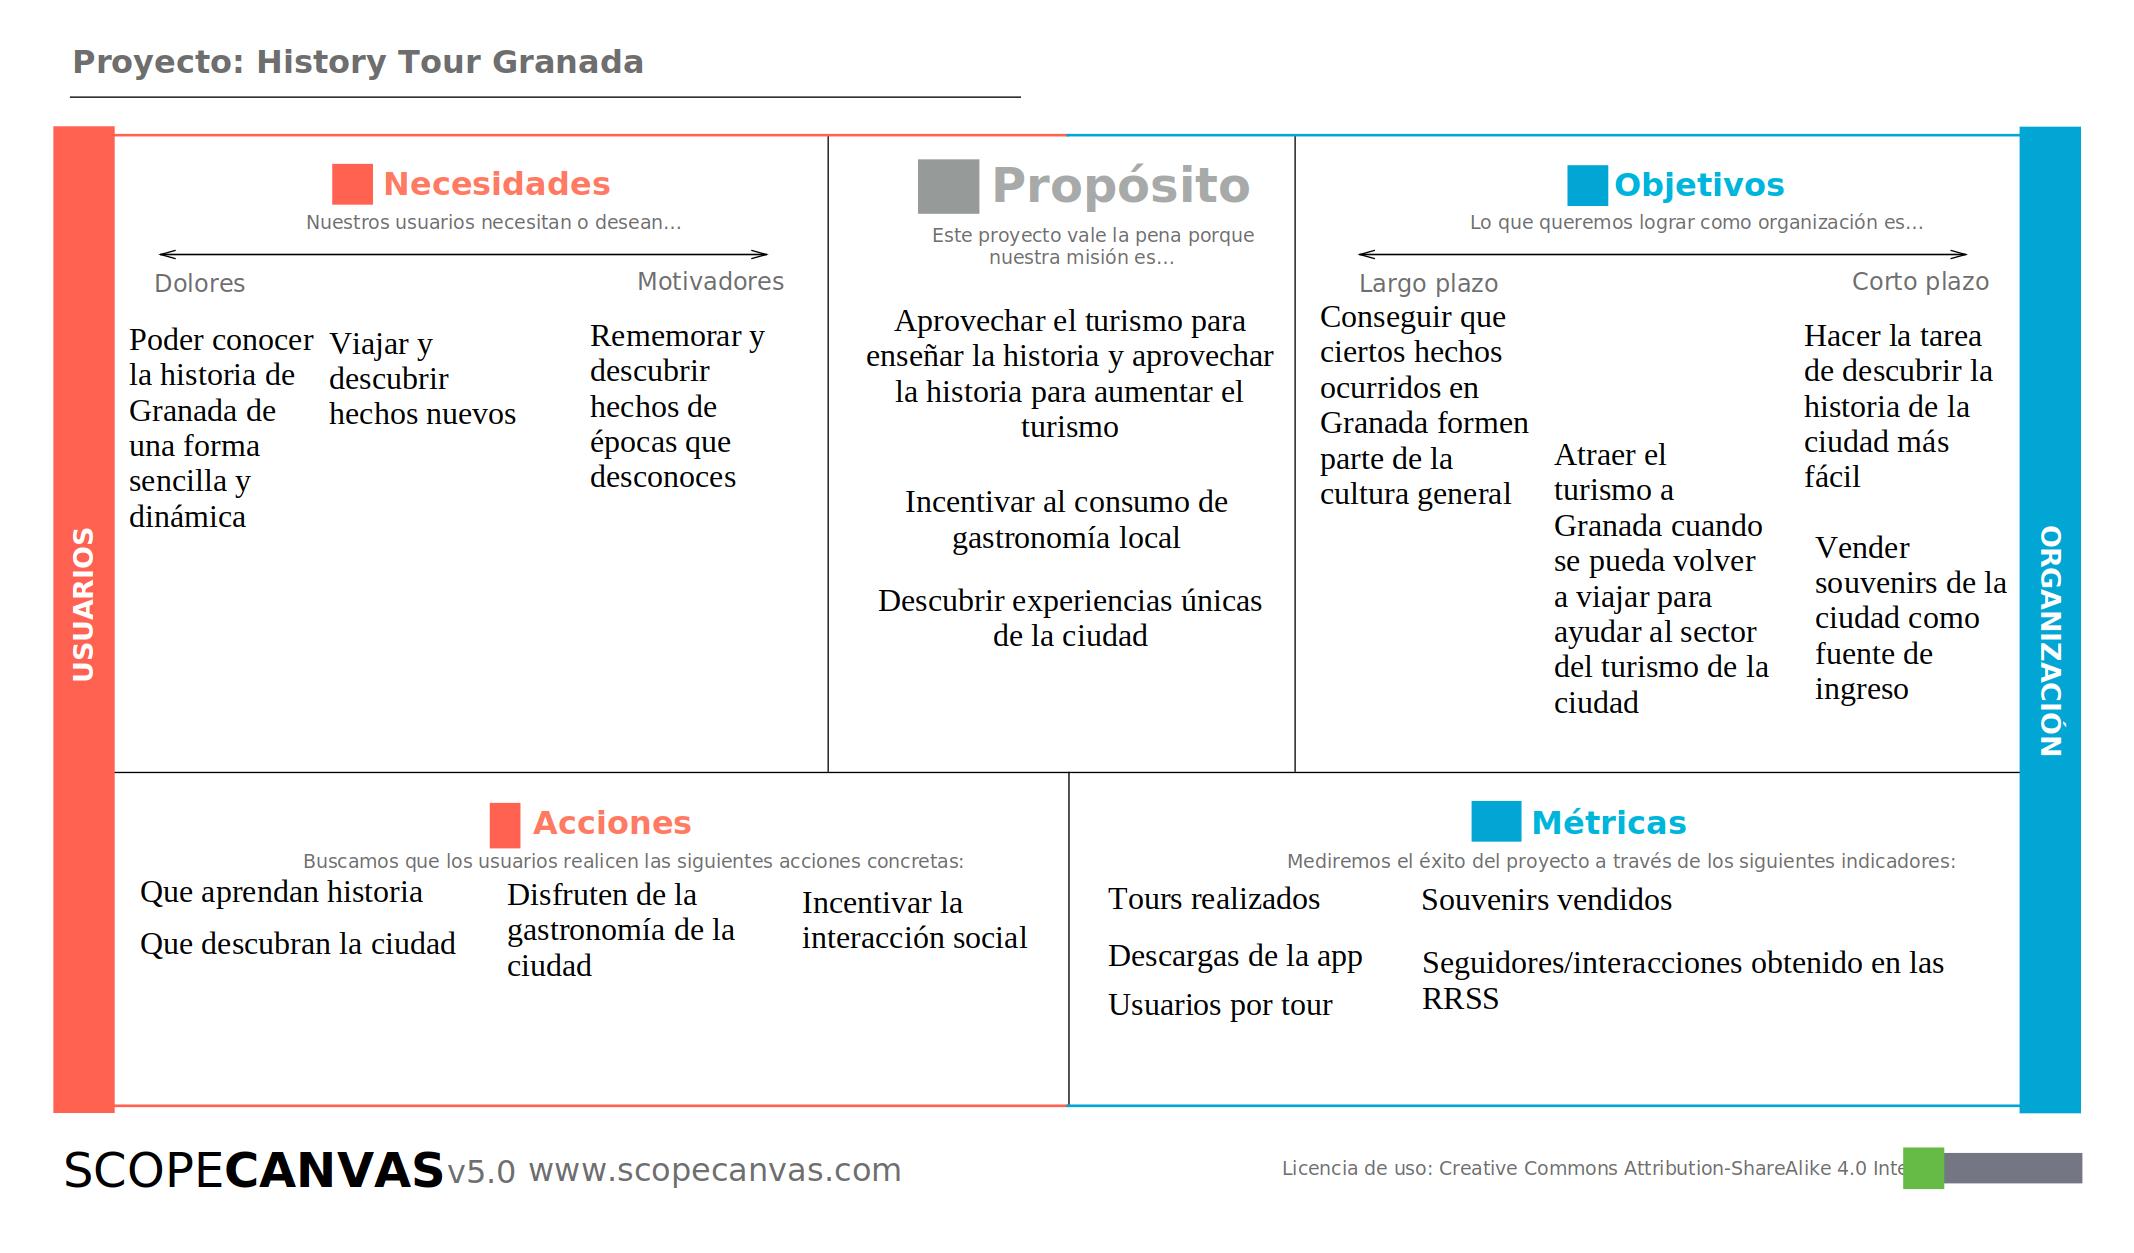 Proyecto: History Tour Granada
USUARIOS
Necesidades
Nuestros usuarios necesitan o desean...
Dolores
Motivadores
Poder conocer
la historia de
Granada de
una forma
sencilla y
dinámica
Viajar y
descubrir
hechos nuevos
Rememorar y
descubrir
hechos de
épocas que
desconoces
Propósito
Este proyecto vale la pena porque
nuestra misión es...
Aprovechar el turismo para
enseñar la historia y aprovechar
la historia para aumentar el
turismo
Incentivar al consumo de
gastronomía local
Descubrir experiencias únicas
de la ciudad
Objetivos
Lo que queremos lograr como organización es...
Largo plazo
Corto plazo
Conseguir que
ciertos hechos
ocurridos en
Granada formen
parte de la
cultura general
Atraer el
turismo a
Granada cuando
se pueda volver
a viajar para
ayudar al sector
del turismo de la
ciudad
Hacer la tarea
de descubrir la
historia de la
ciudad más
fácil
Vender
souvenirs de la
ciudad como
fuente de
ingreso
ORGANIZACIÓN
Acciones
Buscamos que los usuarios realicen las siguientes acciones concretas:
Que aprendan historia
Que descubran la ciudad
Disfruten de la
gastronomía de la
ciudad
Incentivar la
interacción social
Métricas
Mediremos el éxito del proyecto a través de los siguientes indicadores:
Tours realizados
Descargas de la app
Usuarios por tour
Souvenirs vendidos
Seguidores/interacciones obtenido en las
RRSS
SCOPECANVAS v5.0 www.scopecanvas.com
Licencia de uso: Creative Commons Attribution-ShareAlike 4.0